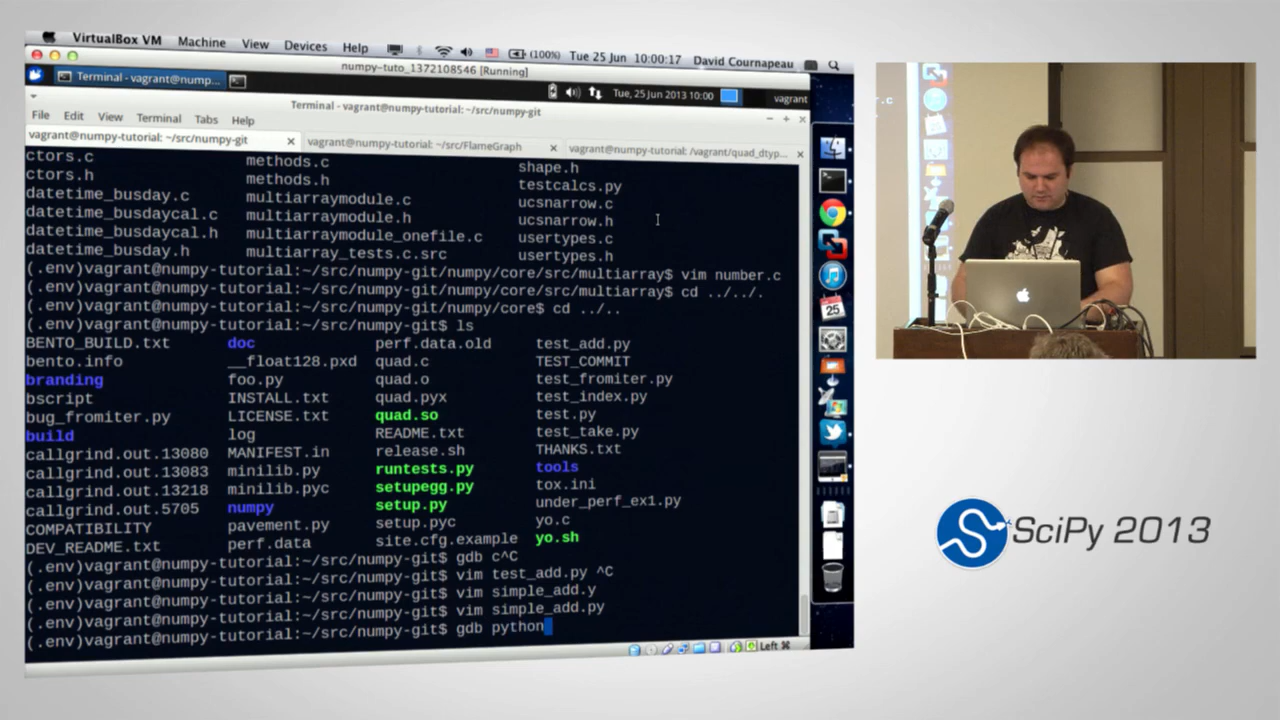 VirtualBox VM Machine View Devices Help (100%) Tue 25 Jun 10:00:17 David Cournapeau
numpy-tuto_1372108546 [Running]
Terminal - vagrant@nump... Tue, 25 Jun 2013 10:00 vagrant
Terminal - vagrant@numpy-tutorial: ~/src/numpy-git
File Edit View Terminal Tabs Help
vagrant@numpy-tutorial: ~/src/numpy-git vagrant@numpy-tutorial: ~/src/FlameGraph vagrant@numpy-tutorial: /vagrant/quad_dtyp...
ctors.c methods.c shape.h
ctors.h methods.h testcalcs.py
datetime_busday.c multiarraymodule.c ucsnarrow.c
datetime_busdaycal.c multiarraymodule.h ucsnarrow.h
datetime_busdaycal.h multiarraymodule_onefile.c usertypes.c
datetime_busday.h multiarray_tests.c.src usertypes.h
(.env)vagrant@numpy-tutorial:~/src/numpy-git/numpy/core/src/multiarray$ vim number.c
(.env)vagrant@numpy-tutorial:~/src/numpy-git/numpy/core/src/multiarray$ cd ../../.
(.env)vagrant@numpy-tutorial:~/src/numpy-git/numpy/core$ cd ../..
(.env)vagrant@numpy-tutorial:~/src/numpy-git$ ls
BENTO_BUILD.txt doc perf.data.old test_add.py
bento.info __float128.pxd quad.c TEST_COMMIT
branding foo.py quad.o test_fromiter.py
bscript INSTALL.txt quad.pyx test_index.py
bug_fromiter.py LICENSE.txt quad.so test.py
build log README.txt test_take.py
callgrind.out.13080 MANIFEST.in release.sh THANKS.txt
callgrind.out.13083 minilib.py runtests.py tools
callgrind.out.13218 minilib.pyc setupegg.py tox.ini
callgrind.out.5705 numpy setup.py under_perf_ex1.py
COMPATIBILITY pavement.py setup.pyc yo.c
DEV_README.txt perf.data site.cfg.example yo.sh
(.env)vagrant@numpy-tutorial:~/src/numpy-git$ gdb c^C
(.env)vagrant@numpy-tutorial:~/src/numpy-git$ vim test_add.py ^C
(.env)vagrant@numpy-tutorial:~/src/numpy-git$ vim simple_add.y
(.env)vagrant@numpy-tutorial:~/src/numpy-git$ vim simple_add.py
(.env)vagrant@numpy-tutorial:~/src/numpy-git$ gdb python
Left ⌘
25
SciPy 2013